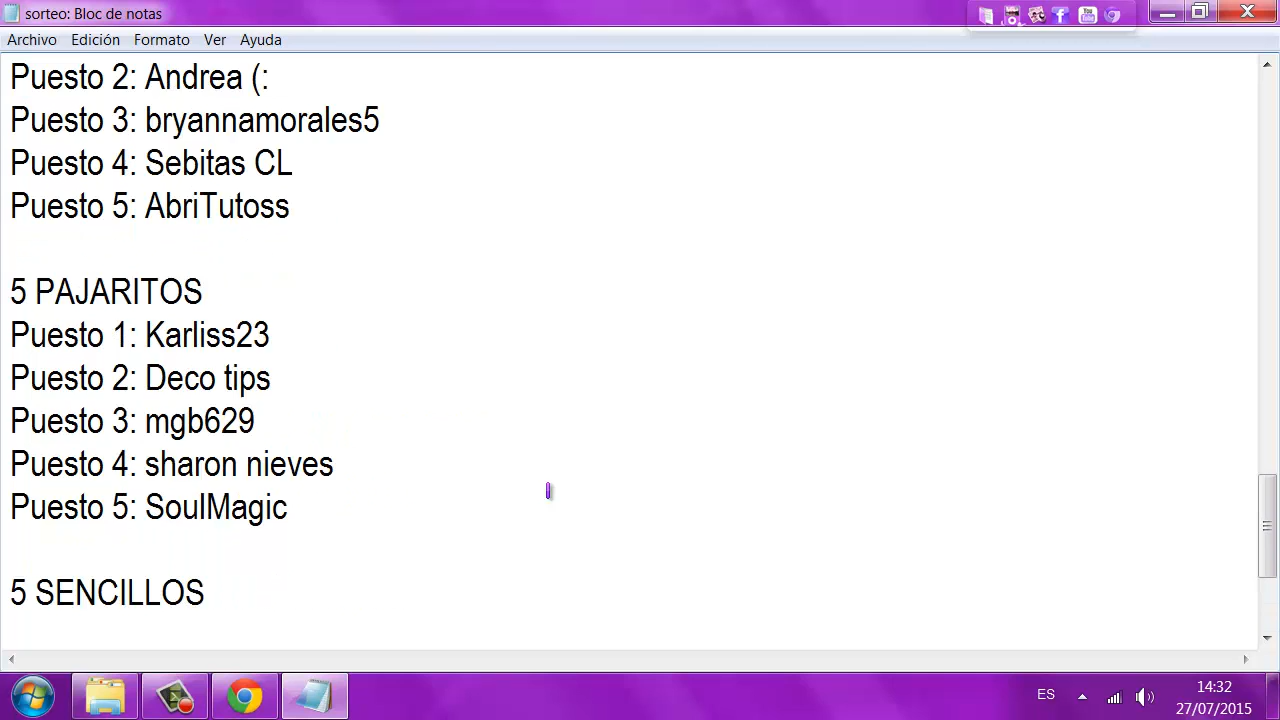 sorteo: Bloc de notas
Archivo Edición Formato Ver Ayuda
Puesto 2: Andrea (:
Puesto 3: bryannamorales5
Puesto 4: Sebitas CL
Puesto 5: AbriTutoss
5 PAJARITOS
Puesto 1: Karliss23
Puesto 2: Deco tips
Puesto 3: mgb629
Puesto 4: sharon nieves
Puesto 5: SoulMagic
5 SENCILLOS
ES
14:32
27/07/2015